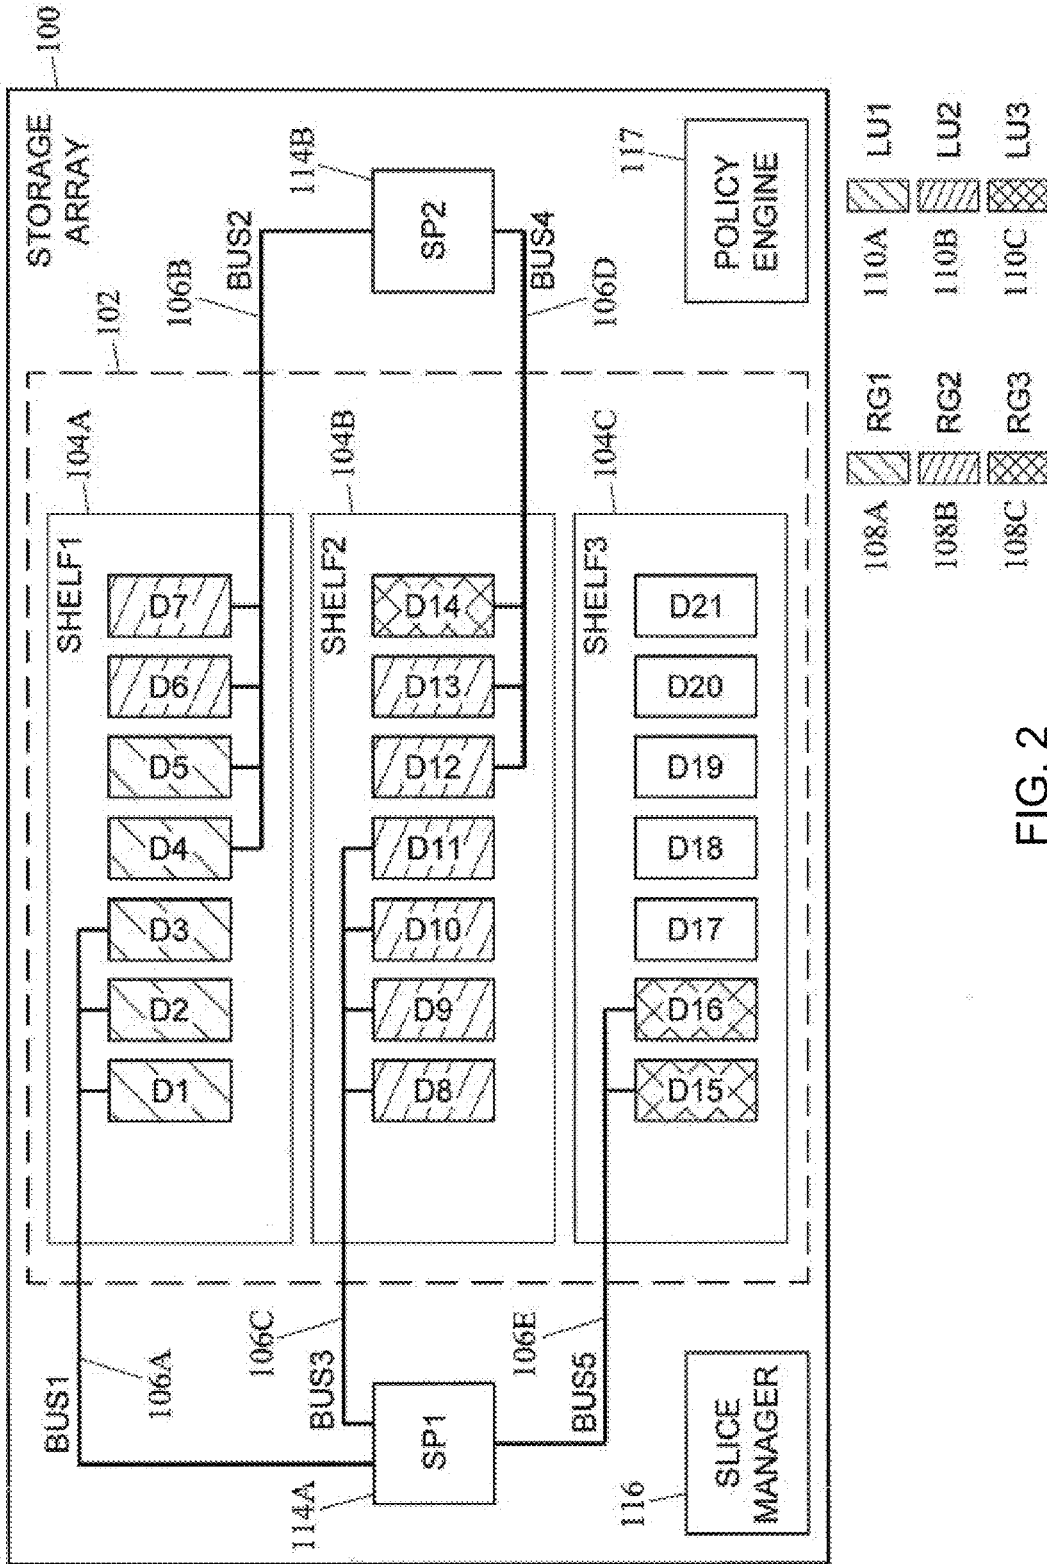 100
STORAGE
ARRAY
102
SHELF1
104A
D1
D2
D3
D4
D5
D6
D7
BUS1
106A
BUS2
106B
SHELF2
104B
D8
D9
D10
D11
D12
D13
D14
114A
SP1
BUS3
106C
SP2
114B
BUS4
106D
SHELF3
104C
D15
D16
D17
D18
D19
D20
D21
BUS5
106E
116
SLICE
MANAGER
117
POLICY
ENGINE
108A RG1 110A LU1
108B RG2 110B LU2
108C RG3 110C LU3
FIG. 2